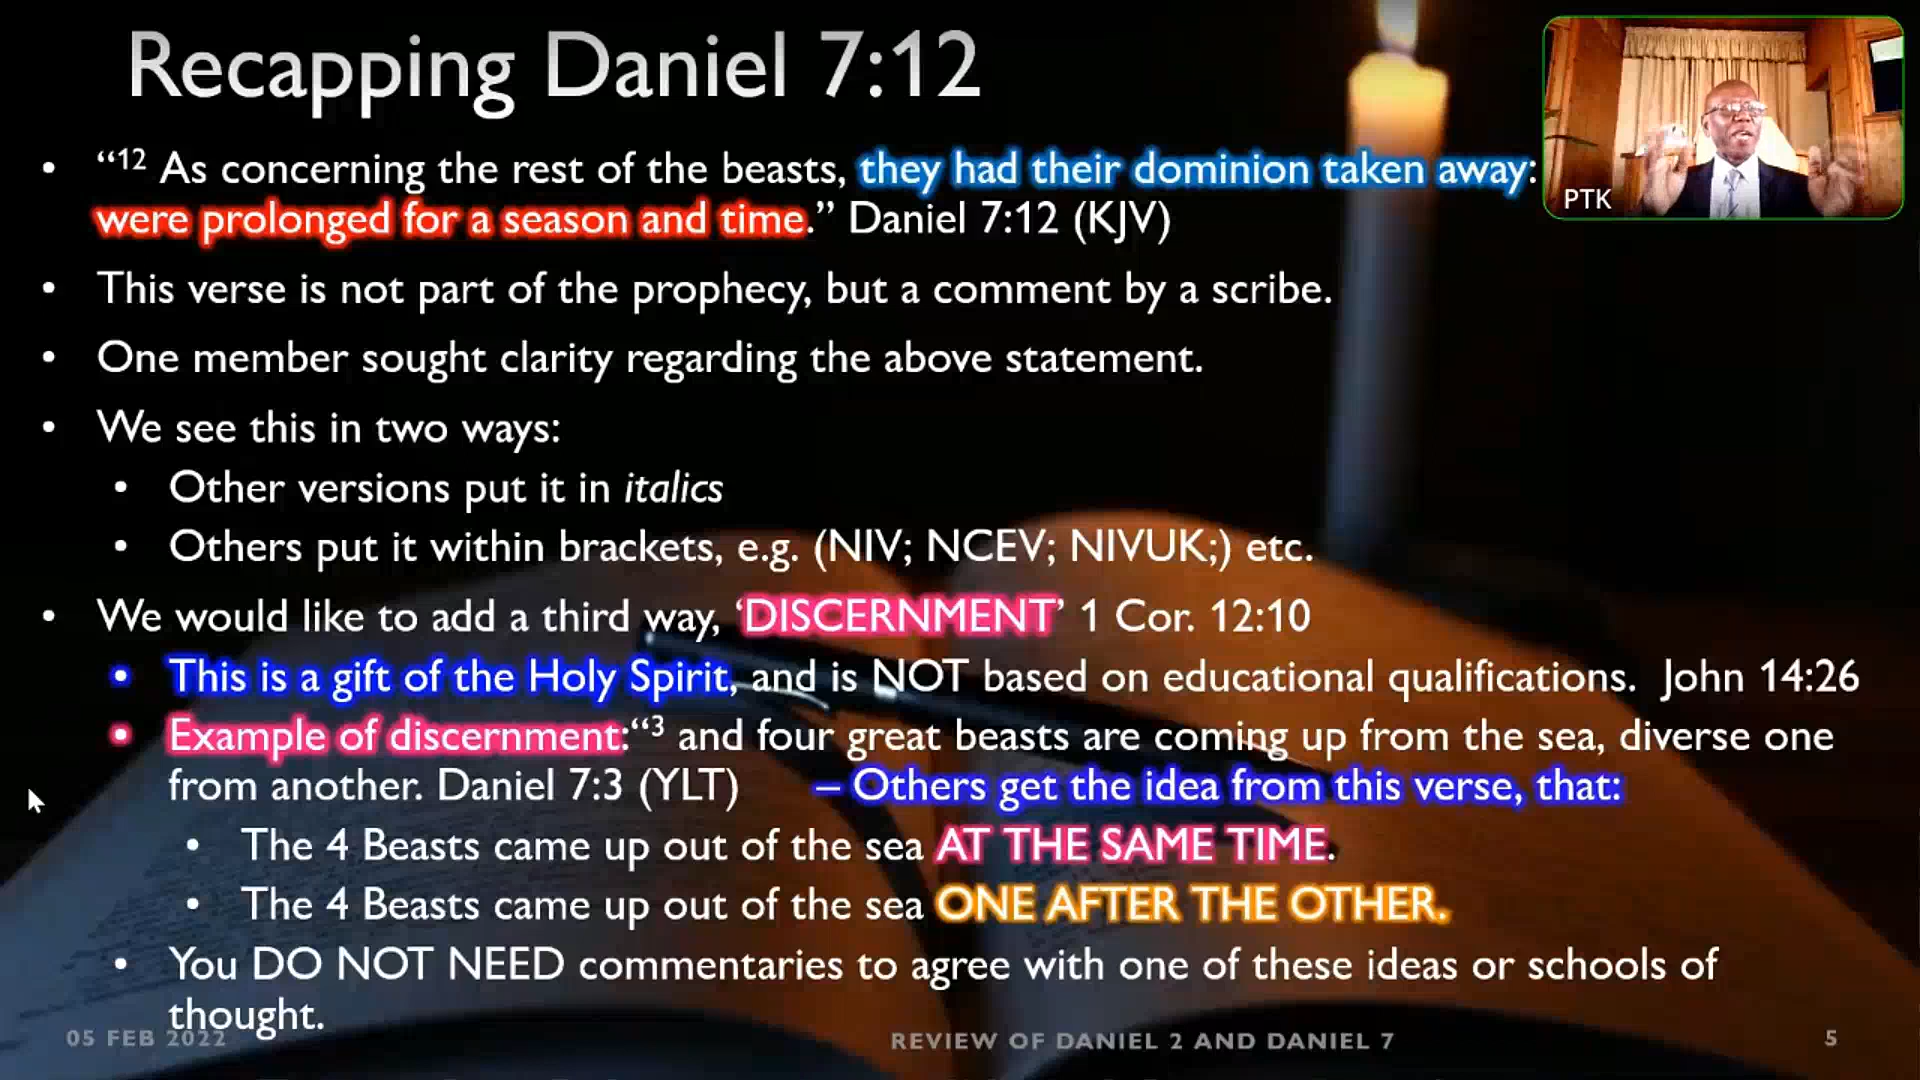 Recapping Daniel 7:12
• “12 As concerning the rest of the beasts, they had their dominion taken away:
were prolonged for a season and time.” Daniel 7:12 (KJV)
PTK
• This verse is not part of the prophecy, but a comment by a scribe.
• One member sought clarity regarding the above statement.
• We see this in two ways:
• Other versions put it in italics
• Others put it within brackets, e.g. (NIV; NCEV; NIVUK;) etc.
• We would like to add a third way, ‘DISCERNMENT’ 1 Cor. 12:10
• This is a gift of the Holy Spirit, and is NOT based on educational qualifications. John 14:26
• Example of discernment:“3 and four great beasts are coming up from the sea, diverse one
from another. Daniel 7:3 (YLT) – Others get the idea from this verse, that:
• The 4 Beasts came up out of the sea AT THE SAME TIME.
• The 4 Beasts came up out of the sea ONE AFTER THE OTHER.
• You DO NOT NEED commentaries to agree with one of these ideas or schools of
thought.
05 FEB 2022
REVIEW OF DANIEL 2 AND DANIEL 7
5